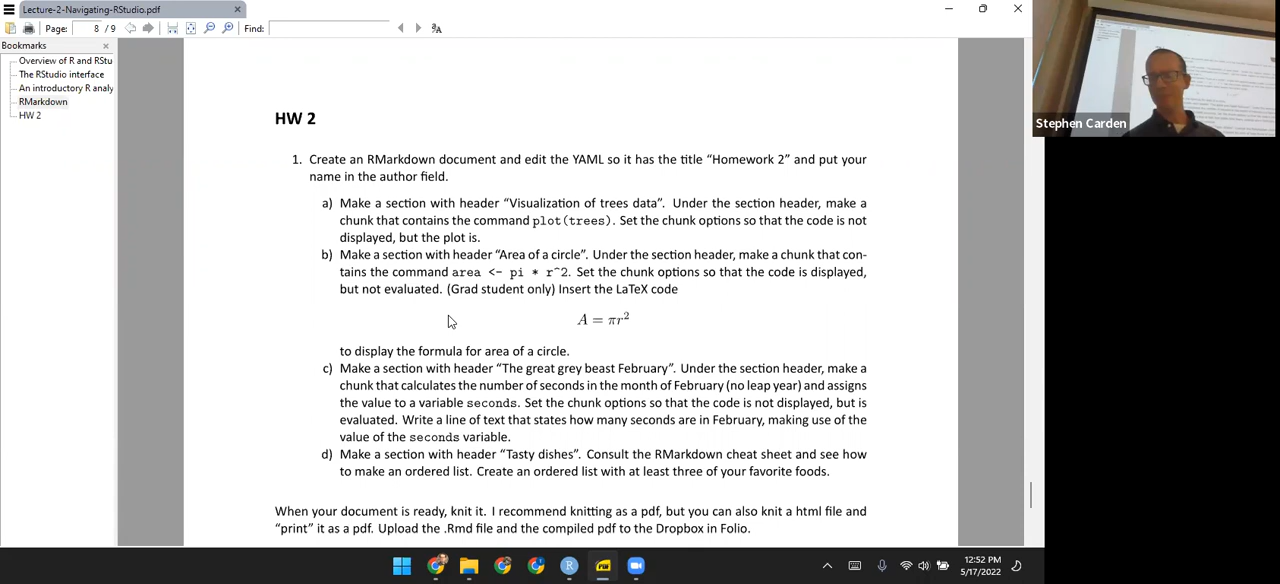 Lecture-2-Navigating-RStudio.pdf
Page: 8 / 9 Find:
Bookmarks
Overview of R and RStu
The RStudio interface
An introductory R analy
RMarkdown
HW 2
HW 2
1. Create an RMarkdown document and edit the YAML so it has the title “Homework 2” and put your
name in the author field.
a) Make a section with header “Visualization of trees data”. Under the section header, make a
chunk that contains the command plot(trees). Set the chunk options so that the code is not
displayed, but the plot is.
b) Make a section with header “Area of a circle”. Under the section header, make a chunk that con-
tains the command area <- pi * r^2. Set the chunk options so that the code is displayed,
but not evaluated. (Grad student only) Insert the LaTeX code
A = πr²
to display the formula for area of a circle.
c) Make a section with header “The great grey beast February”. Under the section header, make a
chunk that calculates the number of seconds in the month of February (no leap year) and assigns
the value to a variable seconds. Set the chunk options so that the code is not displayed, but is
evaluated. Write a line of text that states how many seconds are in February, making use of the
value of the seconds variable.
d) Make a section with header “Tasty dishes”. Consult the RMarkdown cheat sheet and see how
to make an ordered list. Create an ordered list with at least three of your favorite foods.
When your document is ready, knit it. I recommend knitting as a pdf, but you can also knit a html file and
“print” it as a pdf. Upload the .Rmd file and the compiled pdf to the Dropbox in Folio.
Stephen Carden
12:52 PM
5/17/2022